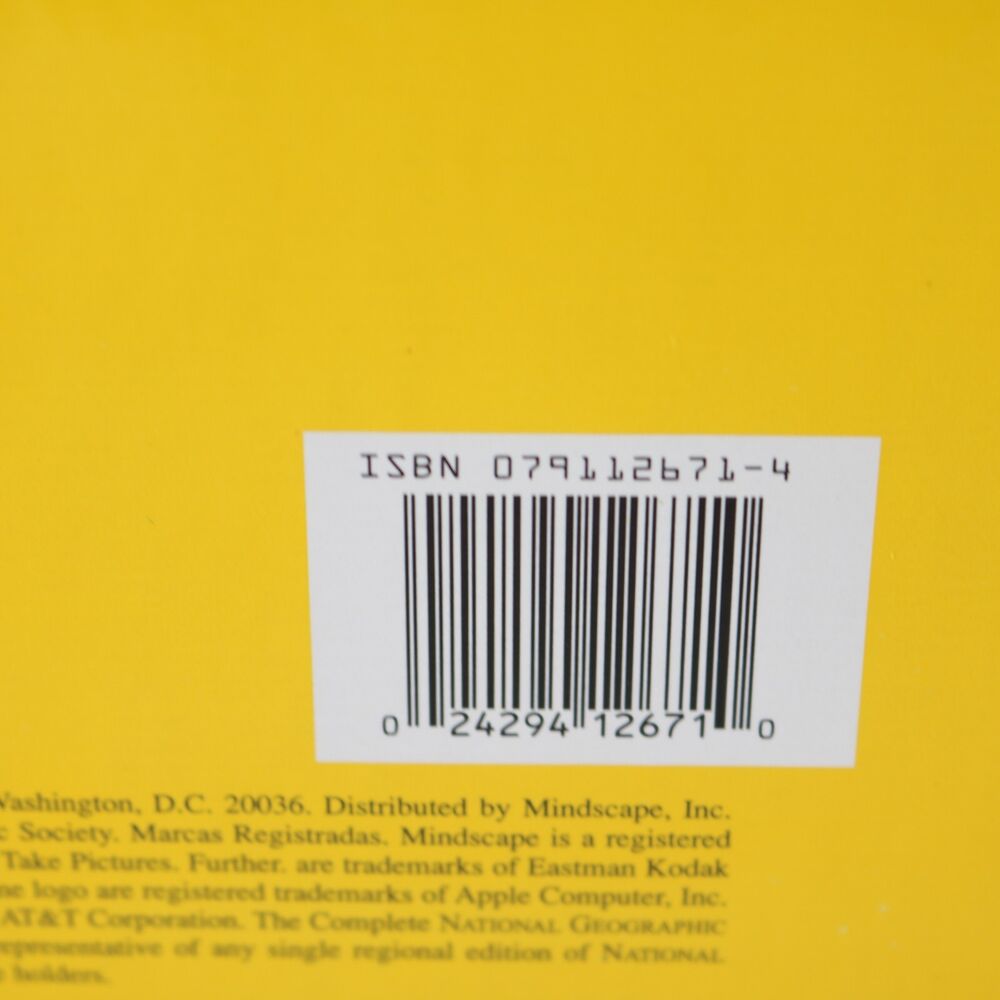 ISBN 079112671-4
0 24294 12671 0
Washington, D.C. 20036. Distributed by Mindscape, Inc.
c Society. Marcas Registradas. Mindscape is a registered
Take Pictures. Further. are trademarks of Eastman Kodak
me logo are registered trademarks of Apple Computer, Inc.
AT&T Corporation. The Complete NATIONAL GEOGRAPHIC
representative of any single regional edition of NATIONAL
holders.